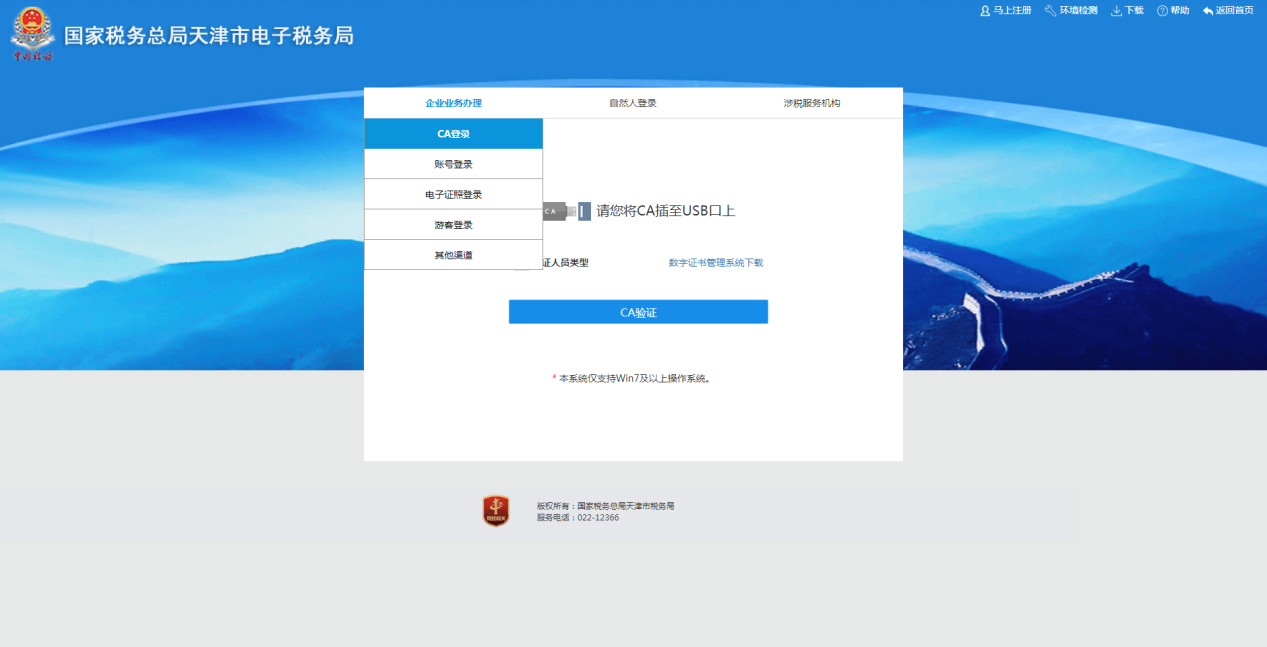 马上注册 环境检测 下载 帮助 返回首页
国家税务总局天津市电子税务局
中国税务
企业业务办理 自然人登录 涉税服务机构
CA登录
账号登录
电子证照登录
游客登录
其他渠道
CA 请您将CA插至USB口上
证人员类型 数字证书管理系统下载
CA验证
* 本系统仅支持Win7及以上操作系统。
版权所有：国家税务总局天津市税务局
服务电话：022-12366